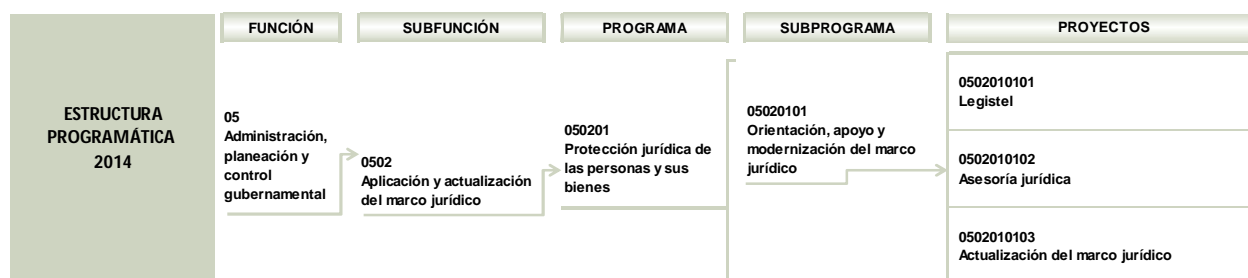 FUNCIÓN
SUBFUNCIÓN
PROGRAMA
SUBPROGRAMA
PROYECTOS
ESTRUCTURA
PROGRAMÁTICA
2014
05
Administración,
planeación y
control
gubernamental
0502
Aplicación y actualización
del marco jurídico
050201
Protección jurídica de
las personas y sus
bienes
05020101
Orientación, apoyo y
modernización del marco
jurídico
0502010101
Legistel
0502010102
Asesoría jurídica
0502010103
Actualización del marco jurídico